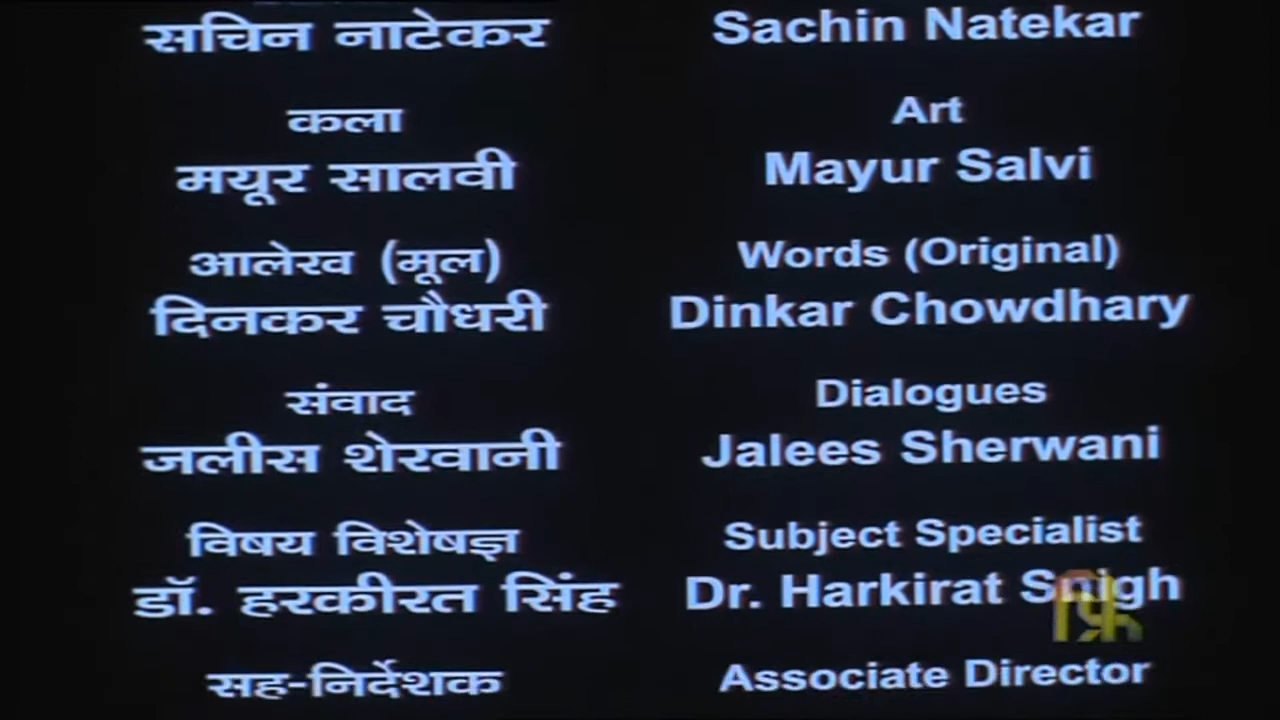 सचिन नाटेकर Sachin Natekar
कला Art
मयूर सालवी Mayur Salvi
आलेख (मूल) Words (Original)
दिनकर चौधरी Dinkar Chowdhary
संवाद Dialogues
जलीस शेरवानी Jalees Sherwani
विषय विशेषज्ञ Subject Specialist
डॉ. हरकीरत सिंह Dr. Harkirat Snigh
सह-निर्देशक Associate Director